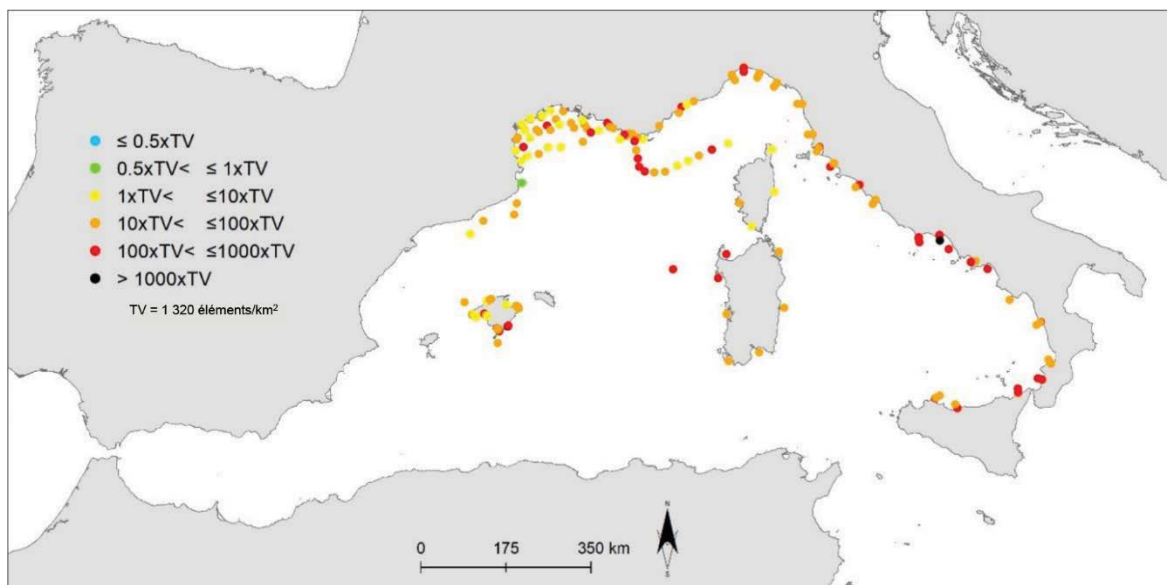 ≤ 0.5xTV
0.5xTV< ≤ 1xTV
1xTV< ≤10xTV
10xTV< ≤100xTV
100xTV< ≤1000xTV
> 1000xTV
TV = 1 320 éléments/km²
N
S
0 175 350 km